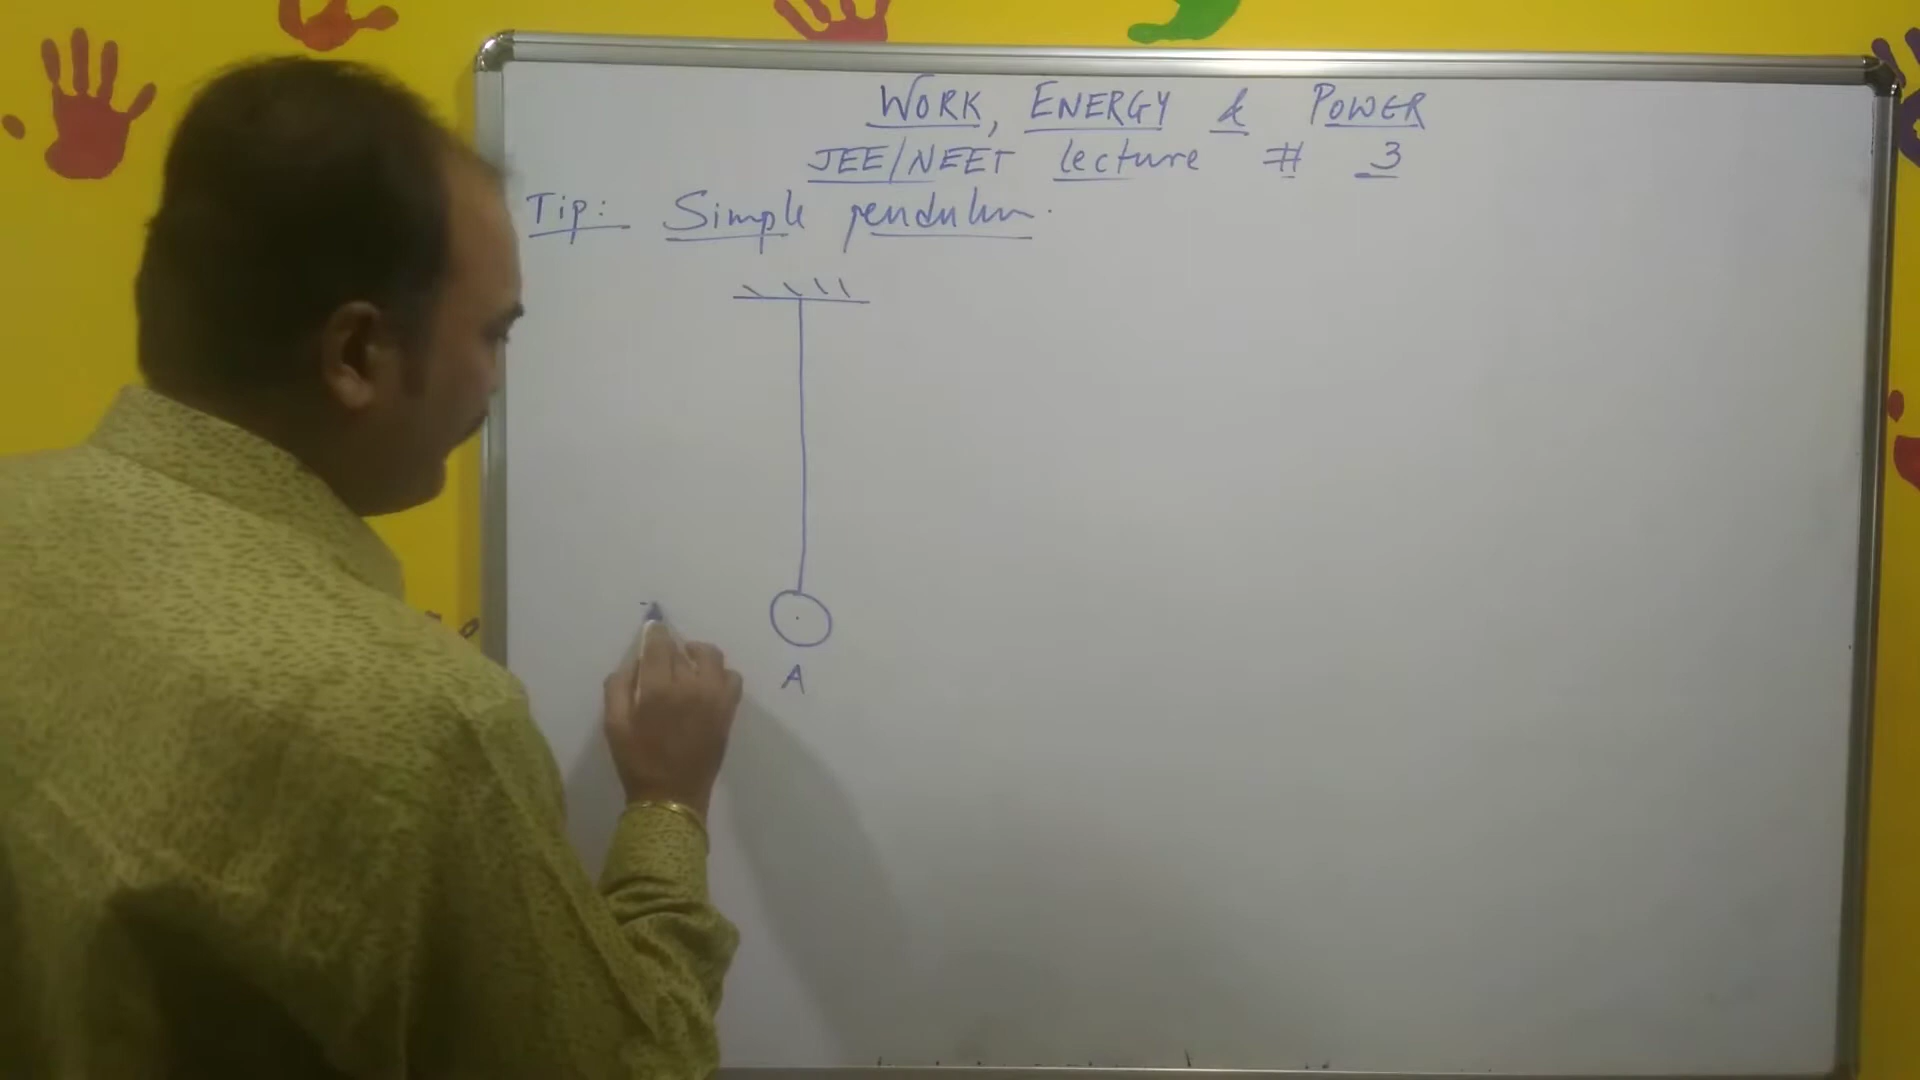 WORK, ENERGY & POWER
JEE/NEET lecture # 3
Tip: Simple pendulum.
A